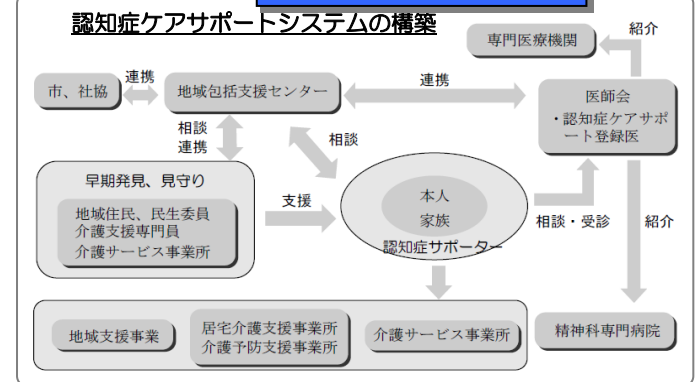 認知症ケアサポートシステムの構築
専門医療機関
紹介
市、社協
連携
地域包括支援センター
連携
医師会
・認知症ケアサポ
ート登録医
相談
連携
相談
早期発見、見守り
地域住民、民生委員
介護支援専門員
介護サービス事業所
支援
本人
家族
認知症サポーター
相談・受診
紹介
地域支援事業
居宅介護支援事業所
介護予防支援事業所
介護サービス事業所
精神科専門病院